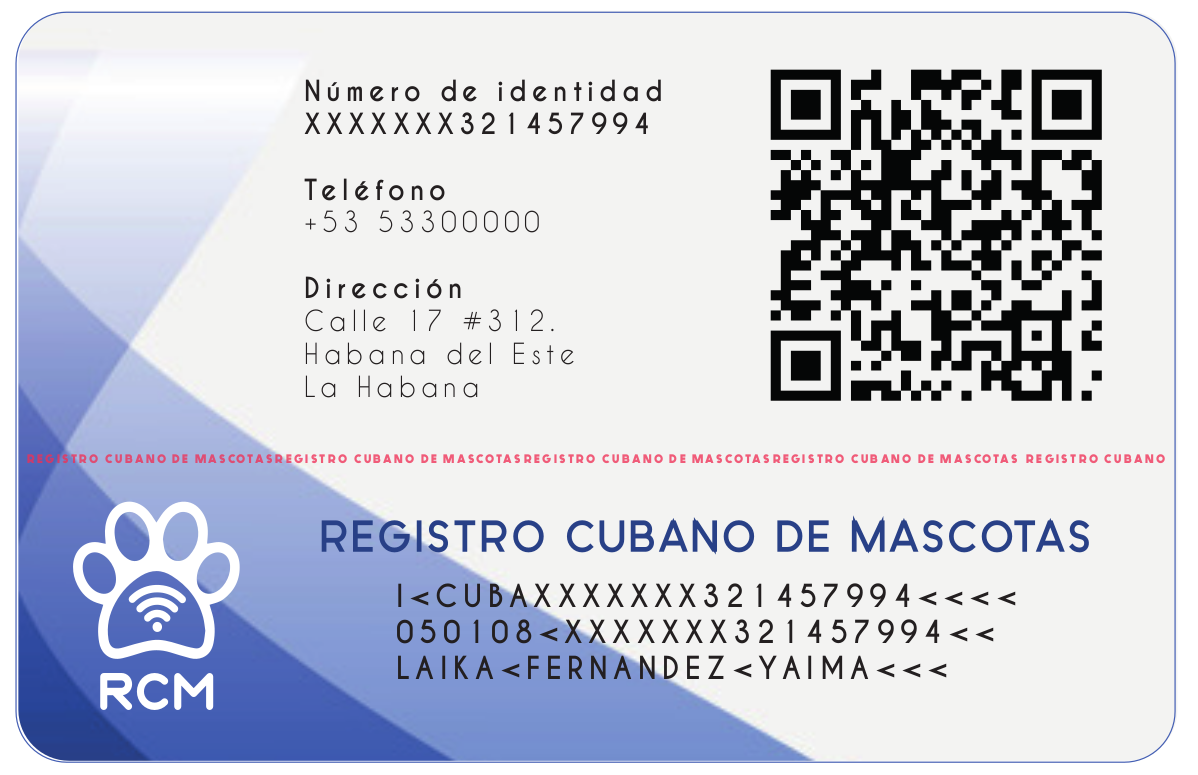 Número de identidad
XXXXXXX321457994
Teléfono
+53 53300000
Dirección
Calle 17 #312.
Habana del Este
La Habana
REGISTRO CUBANO DE MASCOTASREGISTRO CUBANO DE MASCOTASREGISTRO CUBANO DE MASCOTASREGISTRO CUBANO DE MASCOTAS REGISTRO CUBANO
REGISTRO CUBANO DE MASCOTAS
I<CUBAXXXXXXX321457994<<<<
050108<XXXXXXX321457994<<
LAIKA<FERNANDEZ<YAIMA<<<
RCM